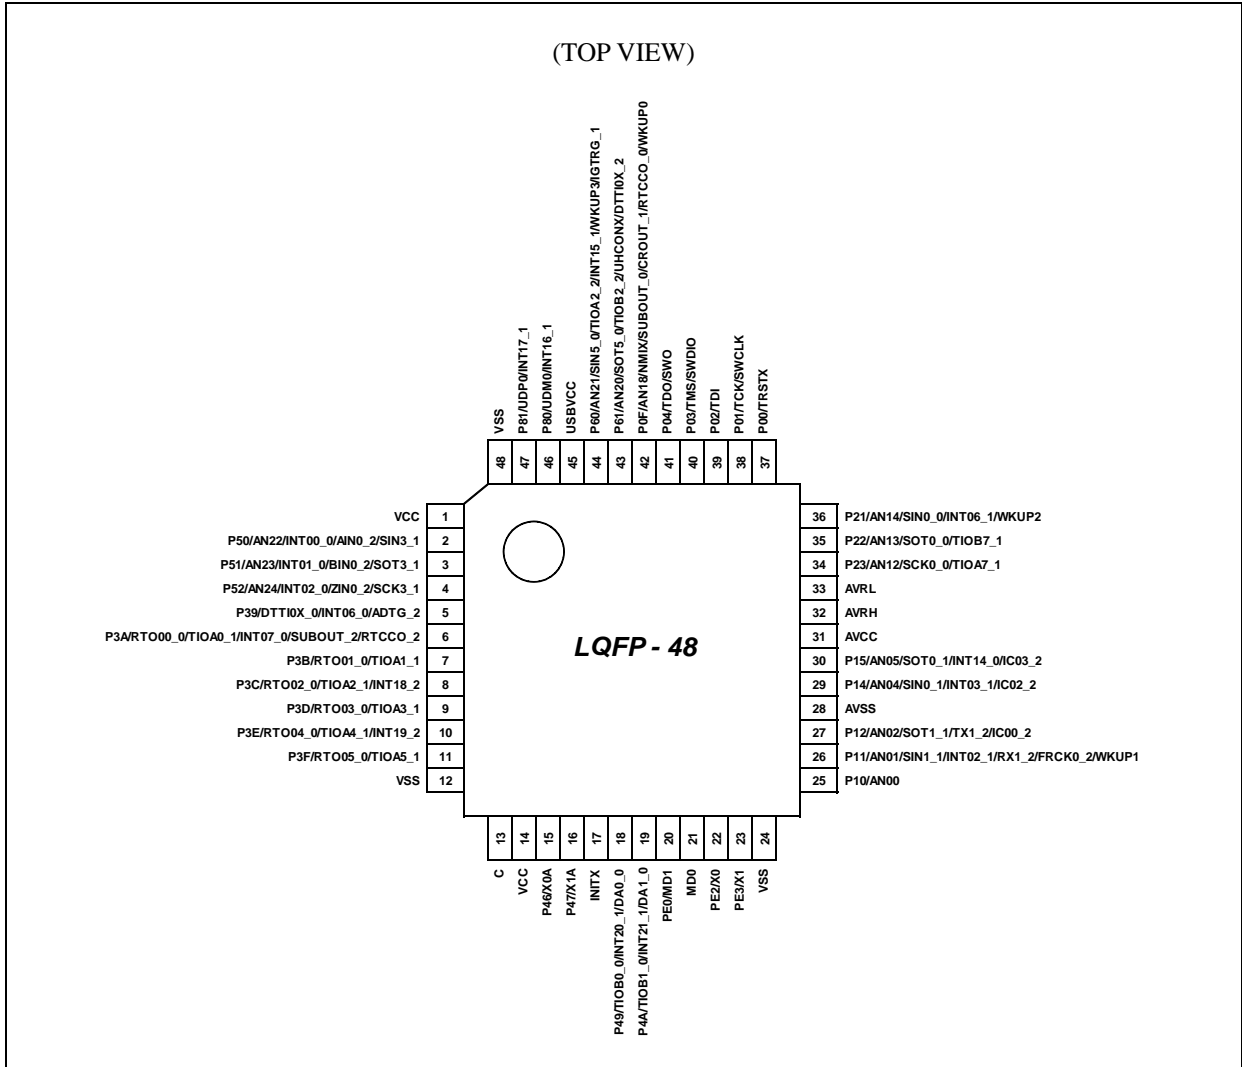 (TOP VIEW)
VSS
P81/UDP0/INT17_1
P80/UDM0/INT16_1
USBVCC
P60/AN21/SIN5_0/TIOA2_2/INT15_1/WKUP3/IGTRG_1
P61/AN20/SOT5_0/TIOB2_2/UHCONX/DTTI0X_2
P0F/AN18/NMIX/SUBOUT_0/CROUT_1/RTCCO_0/WKUP0
P04/TDO/SWO
P03/TMS/SWDIO
P02/TDI
P01/TCK/SWCLK
P00/TRSTX
48 47 46 45 44 43 42 41 40 39 38 37
VCC 1
P50/AN22/INT00_0/AIN0_2/SIN3_1 2
P51/AN23/INT01_0/BIN0_2/SOT3_1 3
P52/AN24/INT02_0/ZIN0_2/SCK3_1 4
P39/DTTI0X_0/INT06_0/ADTG_2 5
P3A/RTO00_0/TIOA0_1/INT07_0/SUBOUT_2/RTCCO_2 6
P3B/RTO01_0/TIOA1_1 7
P3C/RTO02_0/TIOA2_1/INT18_2 8
P3D/RTO03_0/TIOA3_1 9
P3E/RTO04_0/TIOA4_1/INT19_2 10
P3F/RTO05_0/TIOA5_1 11
VSS 12
LQFP - 48
36 P21/AN14/SIN0_0/INT06_1/WKUP2
35 P22/AN13/SOT0_0/TIOB7_1
34 P23/AN12/SCK0_0/TIOA7_1
33 AVRL
32 AVRH
31 AVCC
30 P15/AN05/SOT0_1/INT14_0/IC03_2
29 P14/AN04/SIN0_1/INT03_1/IC02_2
28 AVSS
27 P12/AN02/SOT1_1/TX1_2/IC00_2
26 P11/AN01/SIN1_1/INT02_1/RX1_2/FRCK0_2/WKUP1
25 P10/AN00
13 14 15 16 17 18 19 20 21 22 23 24
C
VCC
P46/X0A
P47/X1A
INITX
P49/TIOB0_0/INT20_1/DA0_0
P4A/TIOB1_0/INT21_1/DA1_0
PE0/MD1
MD0
PE2/X0
PE3/X1
VSS